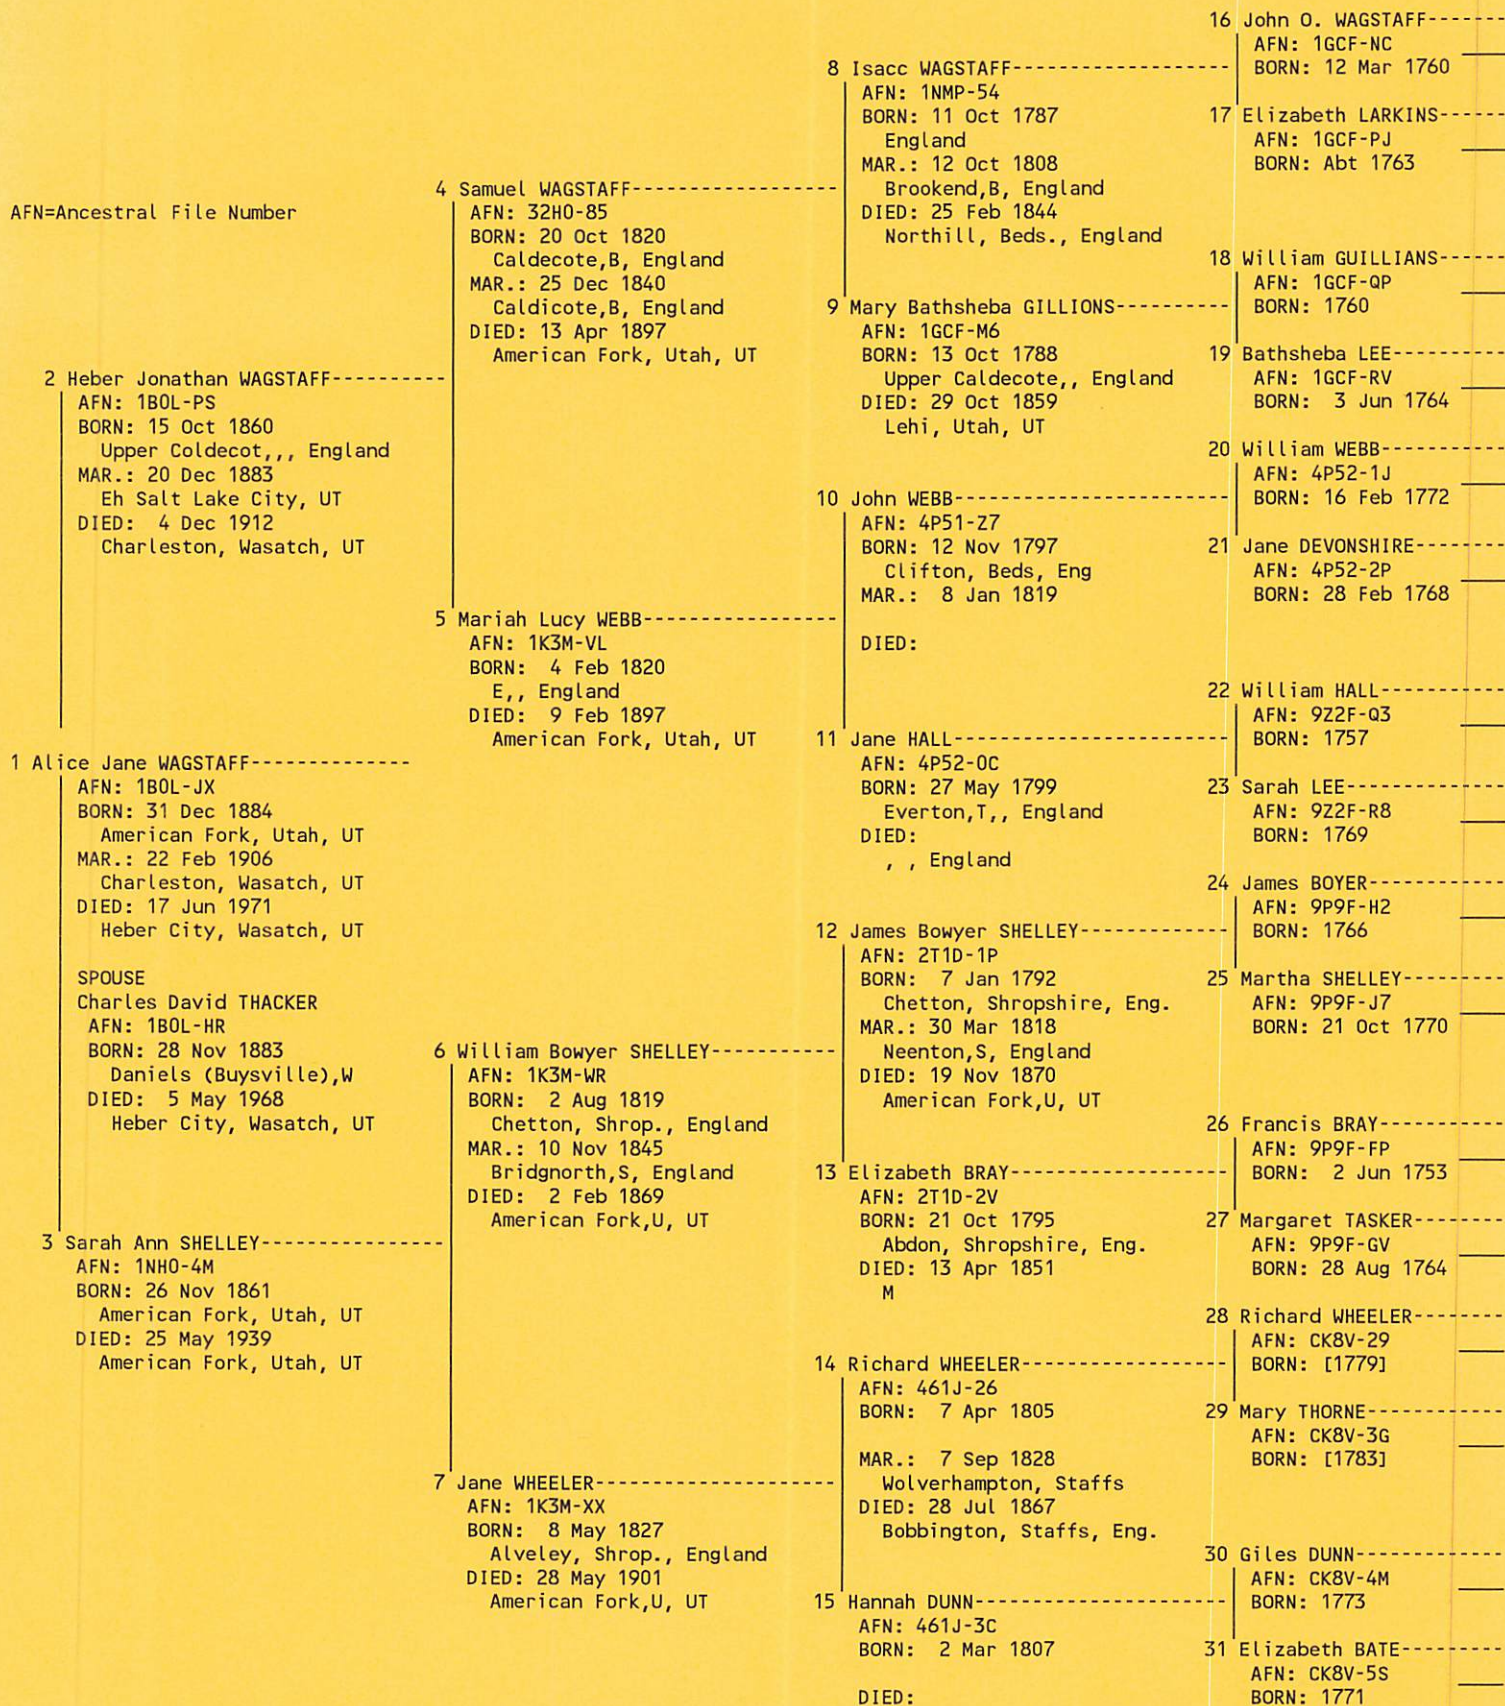 AFN=Ancestral File Number
1 Alice Jane WAGSTAFF--------------
AFN: 1BOL-JX
BORN: 31 Dec 1884
American Fork, Utah, UT
MAR.: 22 Feb 1906
Charleston, Wasatch, UT
DIED: 17 Jun 1971
Heber City, Wasatch, UT
SPOUSE
Charles David THACKER
AFN: 1BOL-HR
BORN: 28 Nov 1883
Daniels (Buysville),W
DIED: 5 May 1968
Heber City, Wasatch, UT
2 Heber Jonathan WAGSTAFF----------
AFN: 1BOL-PS
BORN: 15 Oct 1860
Upper Coldecot,,, England
MAR.: 20 Dec 1883
Eh Salt Lake City, UT
DIED: 4 Dec 1912
Charleston, Wasatch, UT
3 Sarah Ann SHELLEY----------------
AFN: 1NHO-4M
BORN: 26 Nov 1861
American Fork, Utah, UT
DIED: 25 May 1939
American Fork, Utah, UT
4 Samuel WAGSTAFF------------------
AFN: 32HO-85
BORN: 20 Oct 1820
Caldecote,B, England
MAR.: 25 Dec 1840
Caldicote,B, England
DIED: 13 Apr 1897
American Fork, Utah, UT
5 Mariah Lucy WEBB-----------------
AFN: 1K3M-VL
BORN: 4 Feb 1820
E,, England
DIED: 9 Feb 1897
American Fork, Utah, UT
6 William Bowyer SHELLEY-----------
AFN: 1K3M-WR
BORN: 2 Aug 1819
Chetton, Shrop., England
MAR.: 10 Nov 1845
Bridgnorth,S, England
DIED: 2 Feb 1869
American Fork,U, UT
7 Jane WHEELER---------------------
AFN: 1K3M-XX
BORN: 8 May 1827
Alveley, Shrop., England
DIED: 28 May 1901
American Fork,U, UT
8 Isacc WAGSTAFF-------------------
AFN: 1NMP-54
BORN: 11 Oct 1787
England
MAR.: 12 Oct 1808
Brookend,B, England
DIED: 25 Feb 1844
Northill, Beds., England
9 Mary Bathsheba GILLIONS----------
AFN: 1GCF-M6
BORN: 13 Oct 1788
Upper Caldecote,, England
DIED: 29 Oct 1859
Lehi, Utah, UT
10 John WEBB------------------------
AFN: 4P51-Z7
BORN: 12 Nov 1797
Clifton, Beds, Eng
MAR.: 8 Jan 1819
DIED:
11 Jane HALL------------------------
AFN: 4P52-0C
BORN: 27 May 1799
Everton,T,, England
DIED:
, , England
12 James Bowyer SHELLEY-------------
AFN: 2T1D-1P
BORN: 7 Jan 1792
Chetton, Shropshire, Eng.
MAR.: 30 Mar 1818
Neenton,S, England
DIED: 19 Nov 1870
American Fork,U, UT
13 Elizabeth BRAY-------------------
AFN: 2T1D-2V
BORN: 21 Oct 1795
Abdon, Shropshire, Eng.
DIED: 13 Apr 1851
M
14 Richard WHEELER------------------
AFN: 461J-26
BORN: 7 Apr 1805
MAR.: 7 Sep 1828
Wolverhampton, Staffs
DIED: 28 Jul 1867
Bobbington, Staffs, Eng.
15 Hannah DUNN----------------------
AFN: 461J-3C
BORN: 2 Mar 1807
DIED:
16 John O. WAGSTAFF-------
AFN: 1GCF-NC
BORN: 12 Mar 1760
17 Elizabeth LARKINS------
AFN: 1GCF-PJ
BORN: Abt 1763
18 William GUILLIANS------
AFN: 1GCF-QP
BORN: 1760
19 Bathsheba LEE----------
AFN: 1GCF-RV
BORN: 3 Jun 1764
20 William WEBB-----------
AFN: 4P52-1J
BORN: 16 Feb 1772
21 Jane DEVONSHIRE--------
AFN: 4P52-2P
BORN: 28 Feb 1768
22 William HALL-----------
AFN: 9Z2F-Q3
BORN: 1757
23 Sarah LEE--------------
AFN: 9Z2F-R8
BORN: 1769
24 James BOYER------------
AFN: 9P9F-H2
BORN: 1766
25 Martha SHELLEY---------
AFN: 9P9F-J7
BORN: 21 Oct 1770
26 Francis BRAY-----------
AFN: 9P9F-FP
BORN: 2 Jun 1753
27 Margaret TASKER--------
AFN: 9P9F-GV
BORN: 28 Aug 1764
28 Richard WHEELER--------
AFN: CK8V-29
BORN: [1779]
29 Mary THORNE------------
AFN: CK8V-3G
BORN: [1783]
30 Giles DUNN-------------
AFN: CK8V-4M
BORN: 1773
31 Elizabeth BATE---------
AFN: CK8V-5S
BORN: 1771